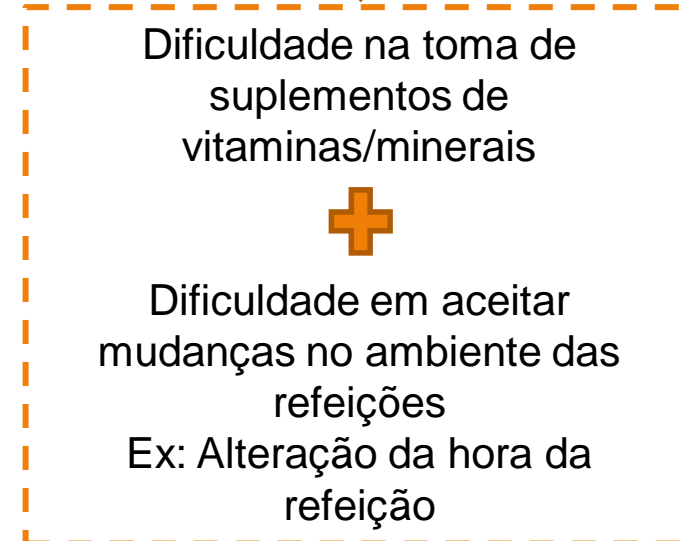 Dificuldade na toma de
suplementos de
vitaminas/minerais
Dificuldade em aceitar
mudanças no ambiente das
refeições
Ex: Alteração da hora da
refeição